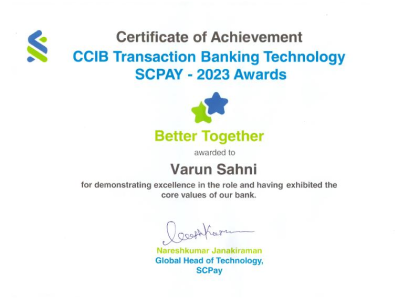 Certificate of Achievement
CCIB Transaction Banking Technology
SCPAY - 2023 Awards
Better Together
awarded to
Varun Sahni
for demonstrating excellence in the role and having exhibited the
core values of our bank.
Nareshkumar Janakiraman
Global Head of Technology,
SCPay